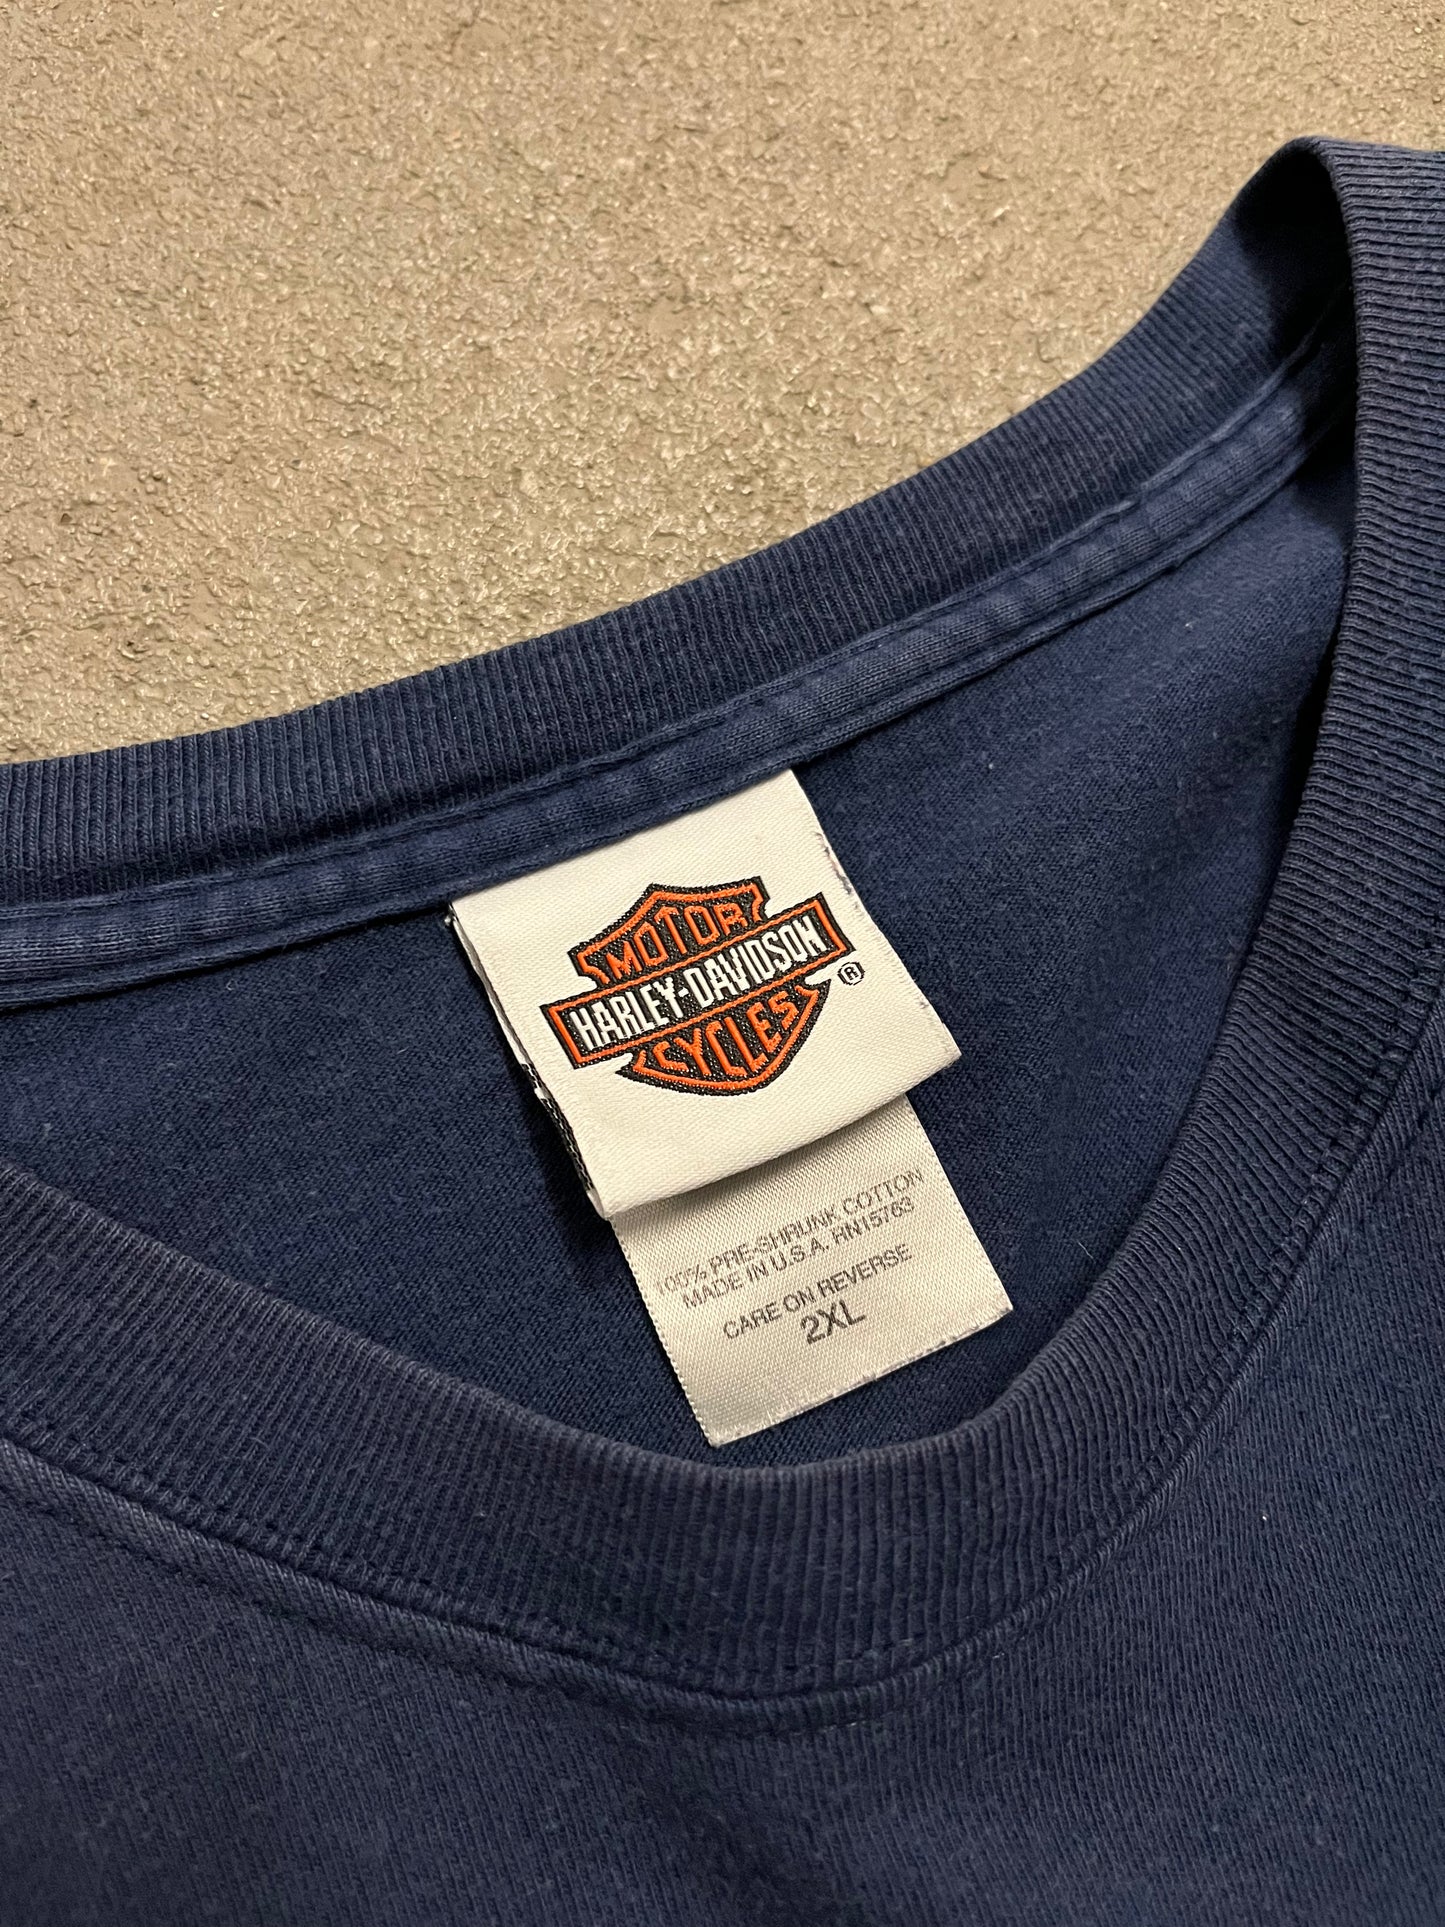 MOTOR
HARLEY-DAVIDSON
CYCLES
®
100% PRE-SHRUNK COTTON
MADE IN U.S.A. RN15763
CARE ON REVERSE
2XL